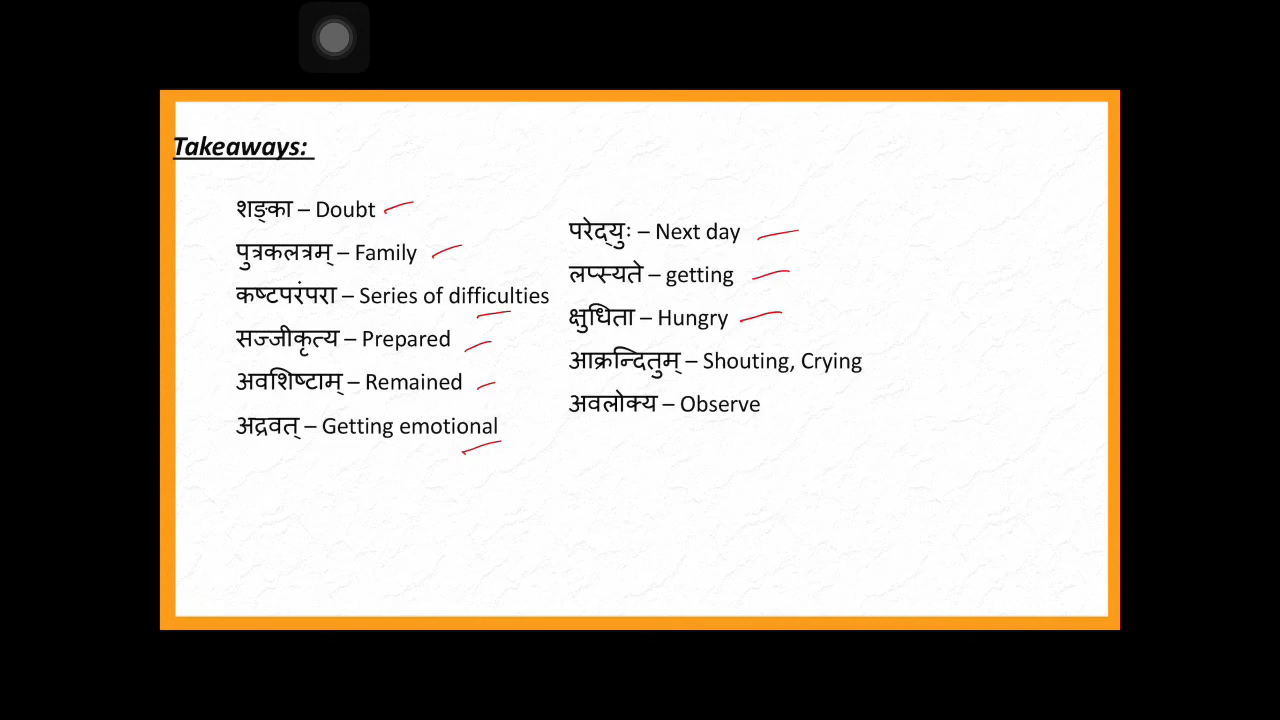 Takeaways:
शङ्का – Doubt
पुत्रकलत्रम् – Family
कष्टपरंपरा – Series of difficulties
सज्जीकृत्य – Prepared
अवशिष्टाम् – Remained
अद्रवत् – Getting emotional
परेद्युः – Next day
लप्स्यते – getting
क्षुधिता – Hungry
आक्रन्दितुम् – Shouting, Crying
अवलोक्य – Observe